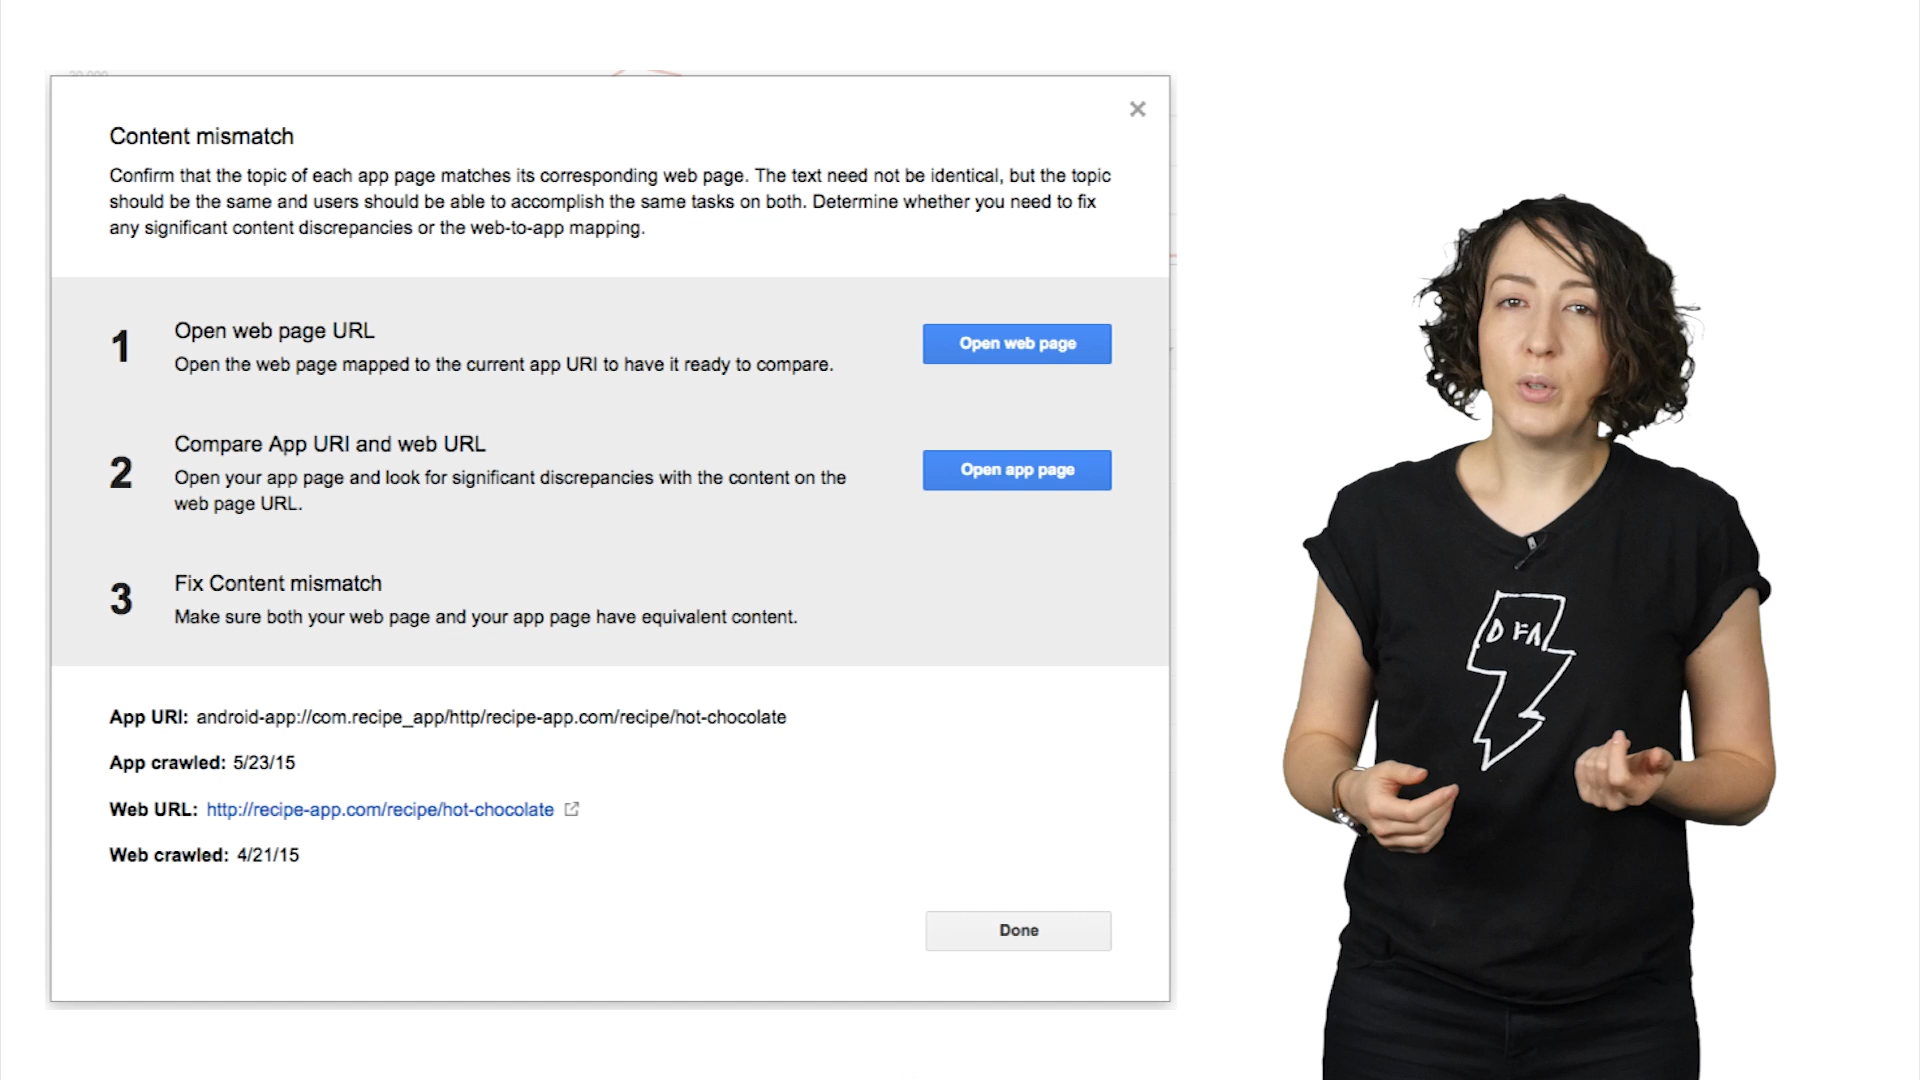 Content mismatch
Confirm that the topic of each app page matches its corresponding web page. The text need not be identical, but the topic
should be the same and users should be able to accomplish the same tasks on both. Determine whether you need to fix
any significant content discrepancies or the web-to-app mapping.
1
Open web page URL
Open the web page mapped to the current app URI to have it ready to compare.
Open web page
2
Compare App URI and web URL
Open your app page and look for significant discrepancies with the content on the
web page URL.
Open app page
3
Fix Content mismatch
Make sure both your web page and your app page have equivalent content.
App URI: android-app://com.recipe_app/http/recipe-app.com/recipe/hot-chocolate
App crawled: 5/23/15
Web URL: http://recipe-app.com/recipe/hot-chocolate
Web crawled: 4/21/15
Done
DFA